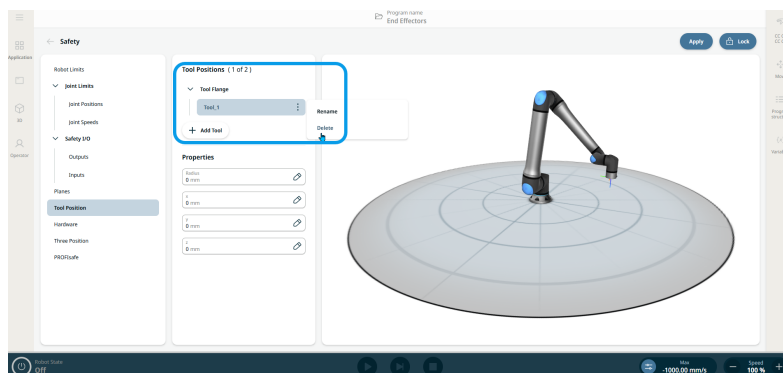 Program name
End Effectors
Safety
Apply
Lock
Application
3D
Operator
Robot Limits
Joint Limits
Joint Positions
Joint Speeds
Safety I/O
Outputs
Inputs
Planes
Tool Position
Hardware
Three Position
PROFIsafe
Tool Positions ( 1 of 2 )
Tool Flange
Tool_1
Rename
Delete
Add Tool
Properties
Radius
0 mm
X
0 mm
0 mm
Z
0 mm
Robot State
Off
Max
-1000.00 mm/s
Speed
100 %